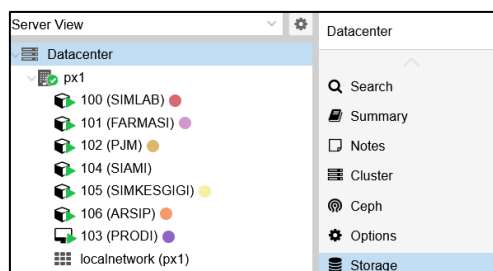 Server View
Datacenter
px1
100 (SIMLAB)
101 (FARMASI)
102 (PJM)
104 (SIAMI)
105 (SIMKESGIGI)
106 (ARSIP)
103 (PRODI)
localnetwork (px1)
Datacenter
Search
Summary
Notes
Cluster
Ceph
Options
Storage